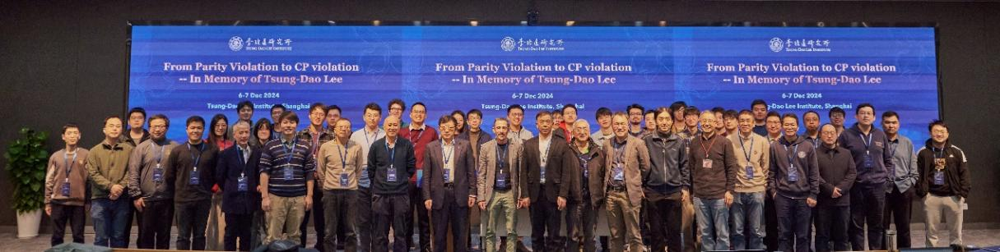 李政道研究所
TSUNG-DAO LEE INSTITUTE
From Parity Violation to CP violation
-- In Memory of Tsung-Dao Lee
6-7 Dec 2024
Tsung-Dao Lee Institute, Shanghai
李政道研究所
TSUNG-DAO LEE INSTITUTE
From Parity Violation to CP violation
-- In Memory of Tsung-Dao Lee
6-7 Dec 2024
Tsung-Dao Lee Institute, Shanghai
李政道研究所
TSUNG-DAO LEE INSTITUTE
From Parity Violation to CP violation
-- In Memory of Tsung-Dao Lee
6-7 Dec 2024
Tsung-Dao Lee Institute, Shanghai